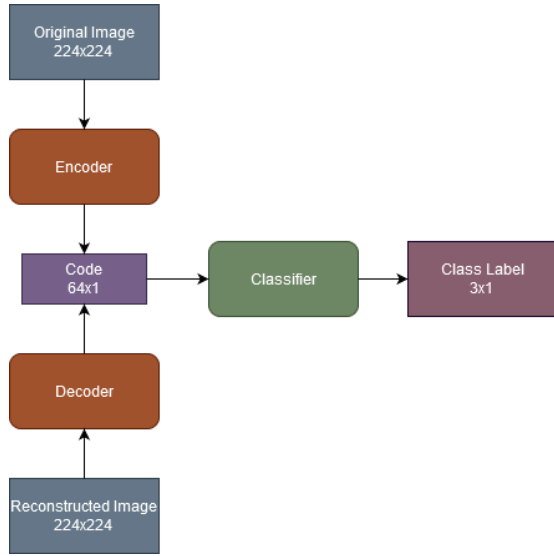 Original Image
224x224
Encoder
Code
64x1
Classifier
Class Label
3x1
Decoder
Reconstructed Image
224x224